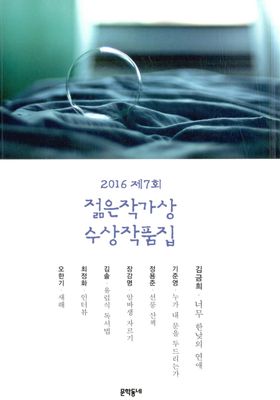 2016 제7회
젊은작가상
수상작품집
김금희 너무 한낮의 연애
기준영 누가 내 문을 두드리는가
정용준 선릉 산책
장강명 알바생 자르기
김솔 유럽식 독서법
최정화 인터뷰
오한기 새해
문학동네